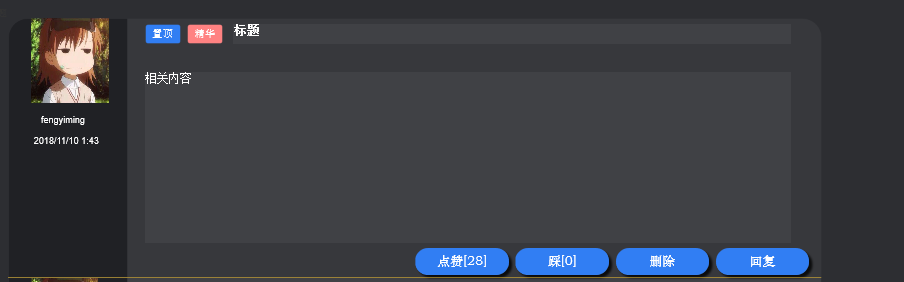 置顶 精华 标题
fengyiming
2018/11/10 1:43
相关内容
点赞[28] 踩[0] 删除 回复